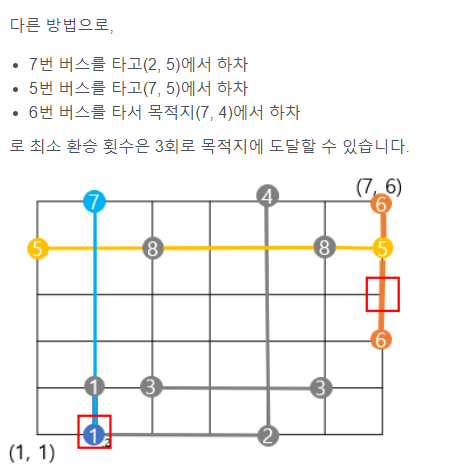 다른 방법으로,
• 7번 버스를 타고(2, 5)에서 하차
• 5번 버스를 타고(7, 5)에서 하차
• 6번 버스를 타서 목적지(7, 4)에서 하차
로 최소 환승 횟수은 3회로 목적지에 도달할 수 있습니다.
(7, 6)
7 4 6
5 8 8 5
6
1 3 3
1 2
(1, 1)